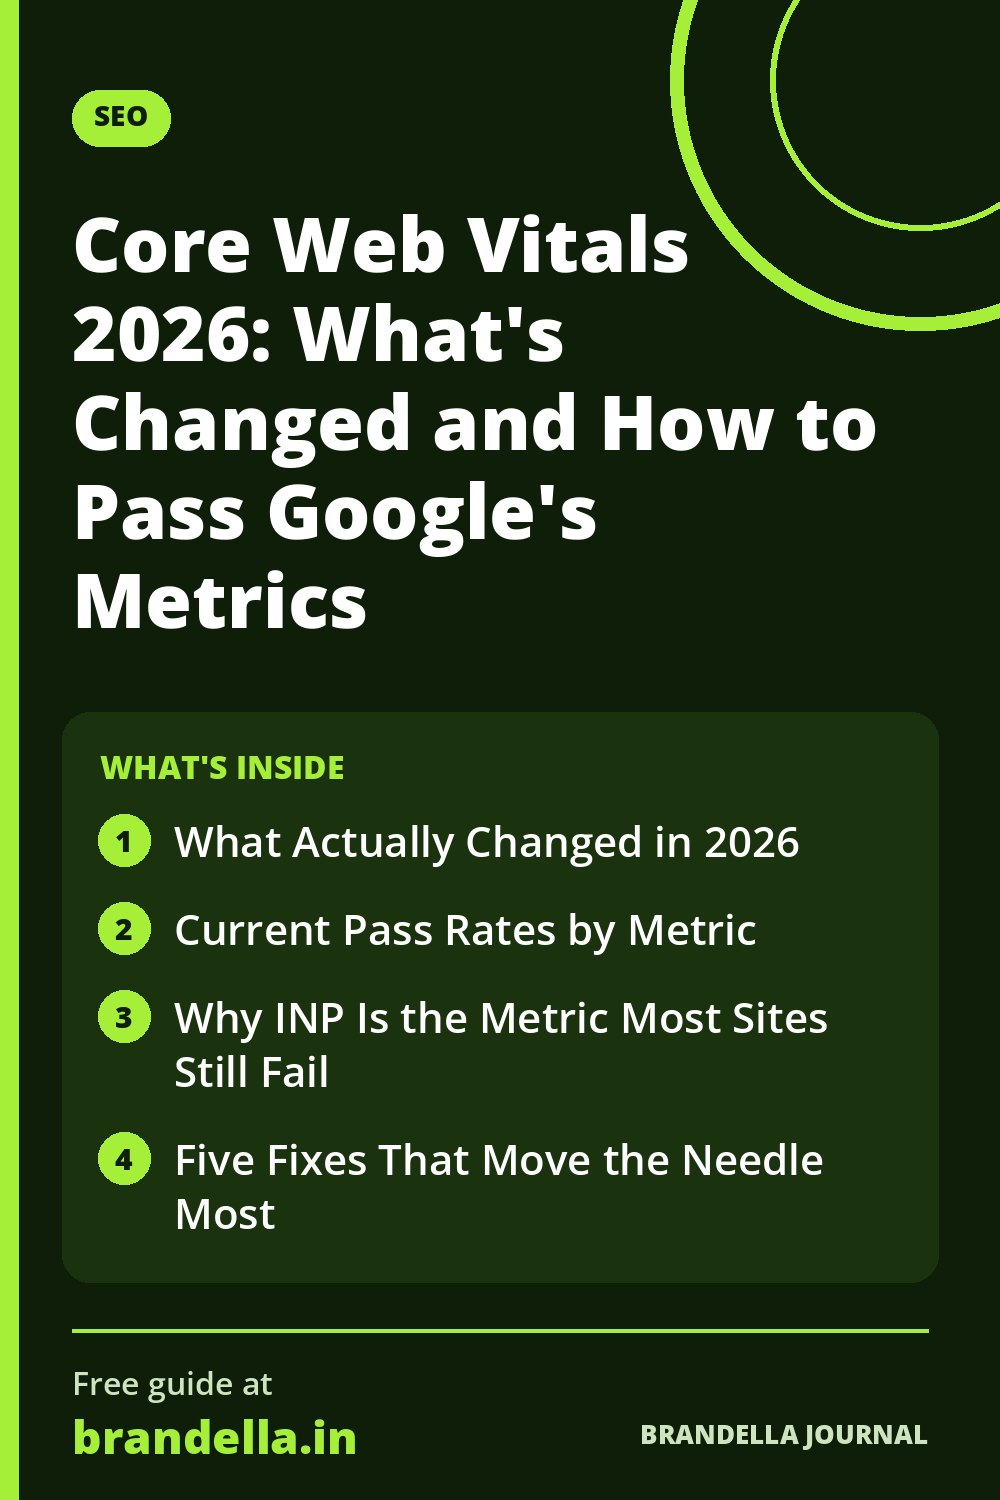 SEO
Core Web Vitals
2026: What's
Changed and How to
Pass Google's
Metrics
WHAT'S INSIDE
1 What Actually Changed in 2026
2 Current Pass Rates by Metric
3 Why INP Is the Metric Most Sites
Still Fail
4 Five Fixes That Move the Needle
Most
Free guide at
brandella.in
BRANDELLA JOURNAL